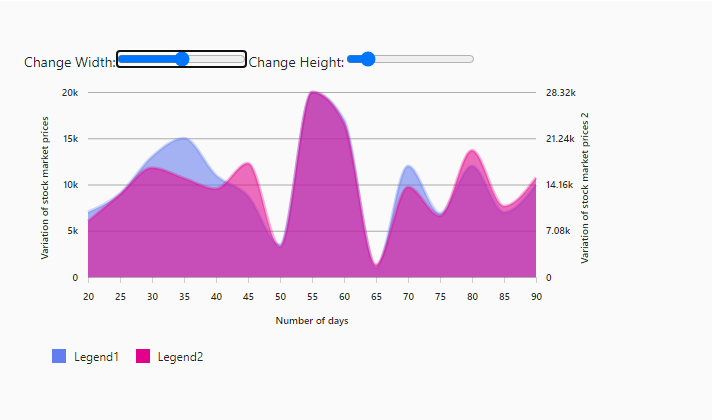 Change Width: Change Height:
20k 28.32k
15k 21.24k
10k 14.16k
5k 7.08k
0 0
Variation of stock market prices
Variation of stock market prices 2
20 25 30 35 40 45 50 55 60 65 70 75 80 85 90
Number of days
Legend1 Legend2